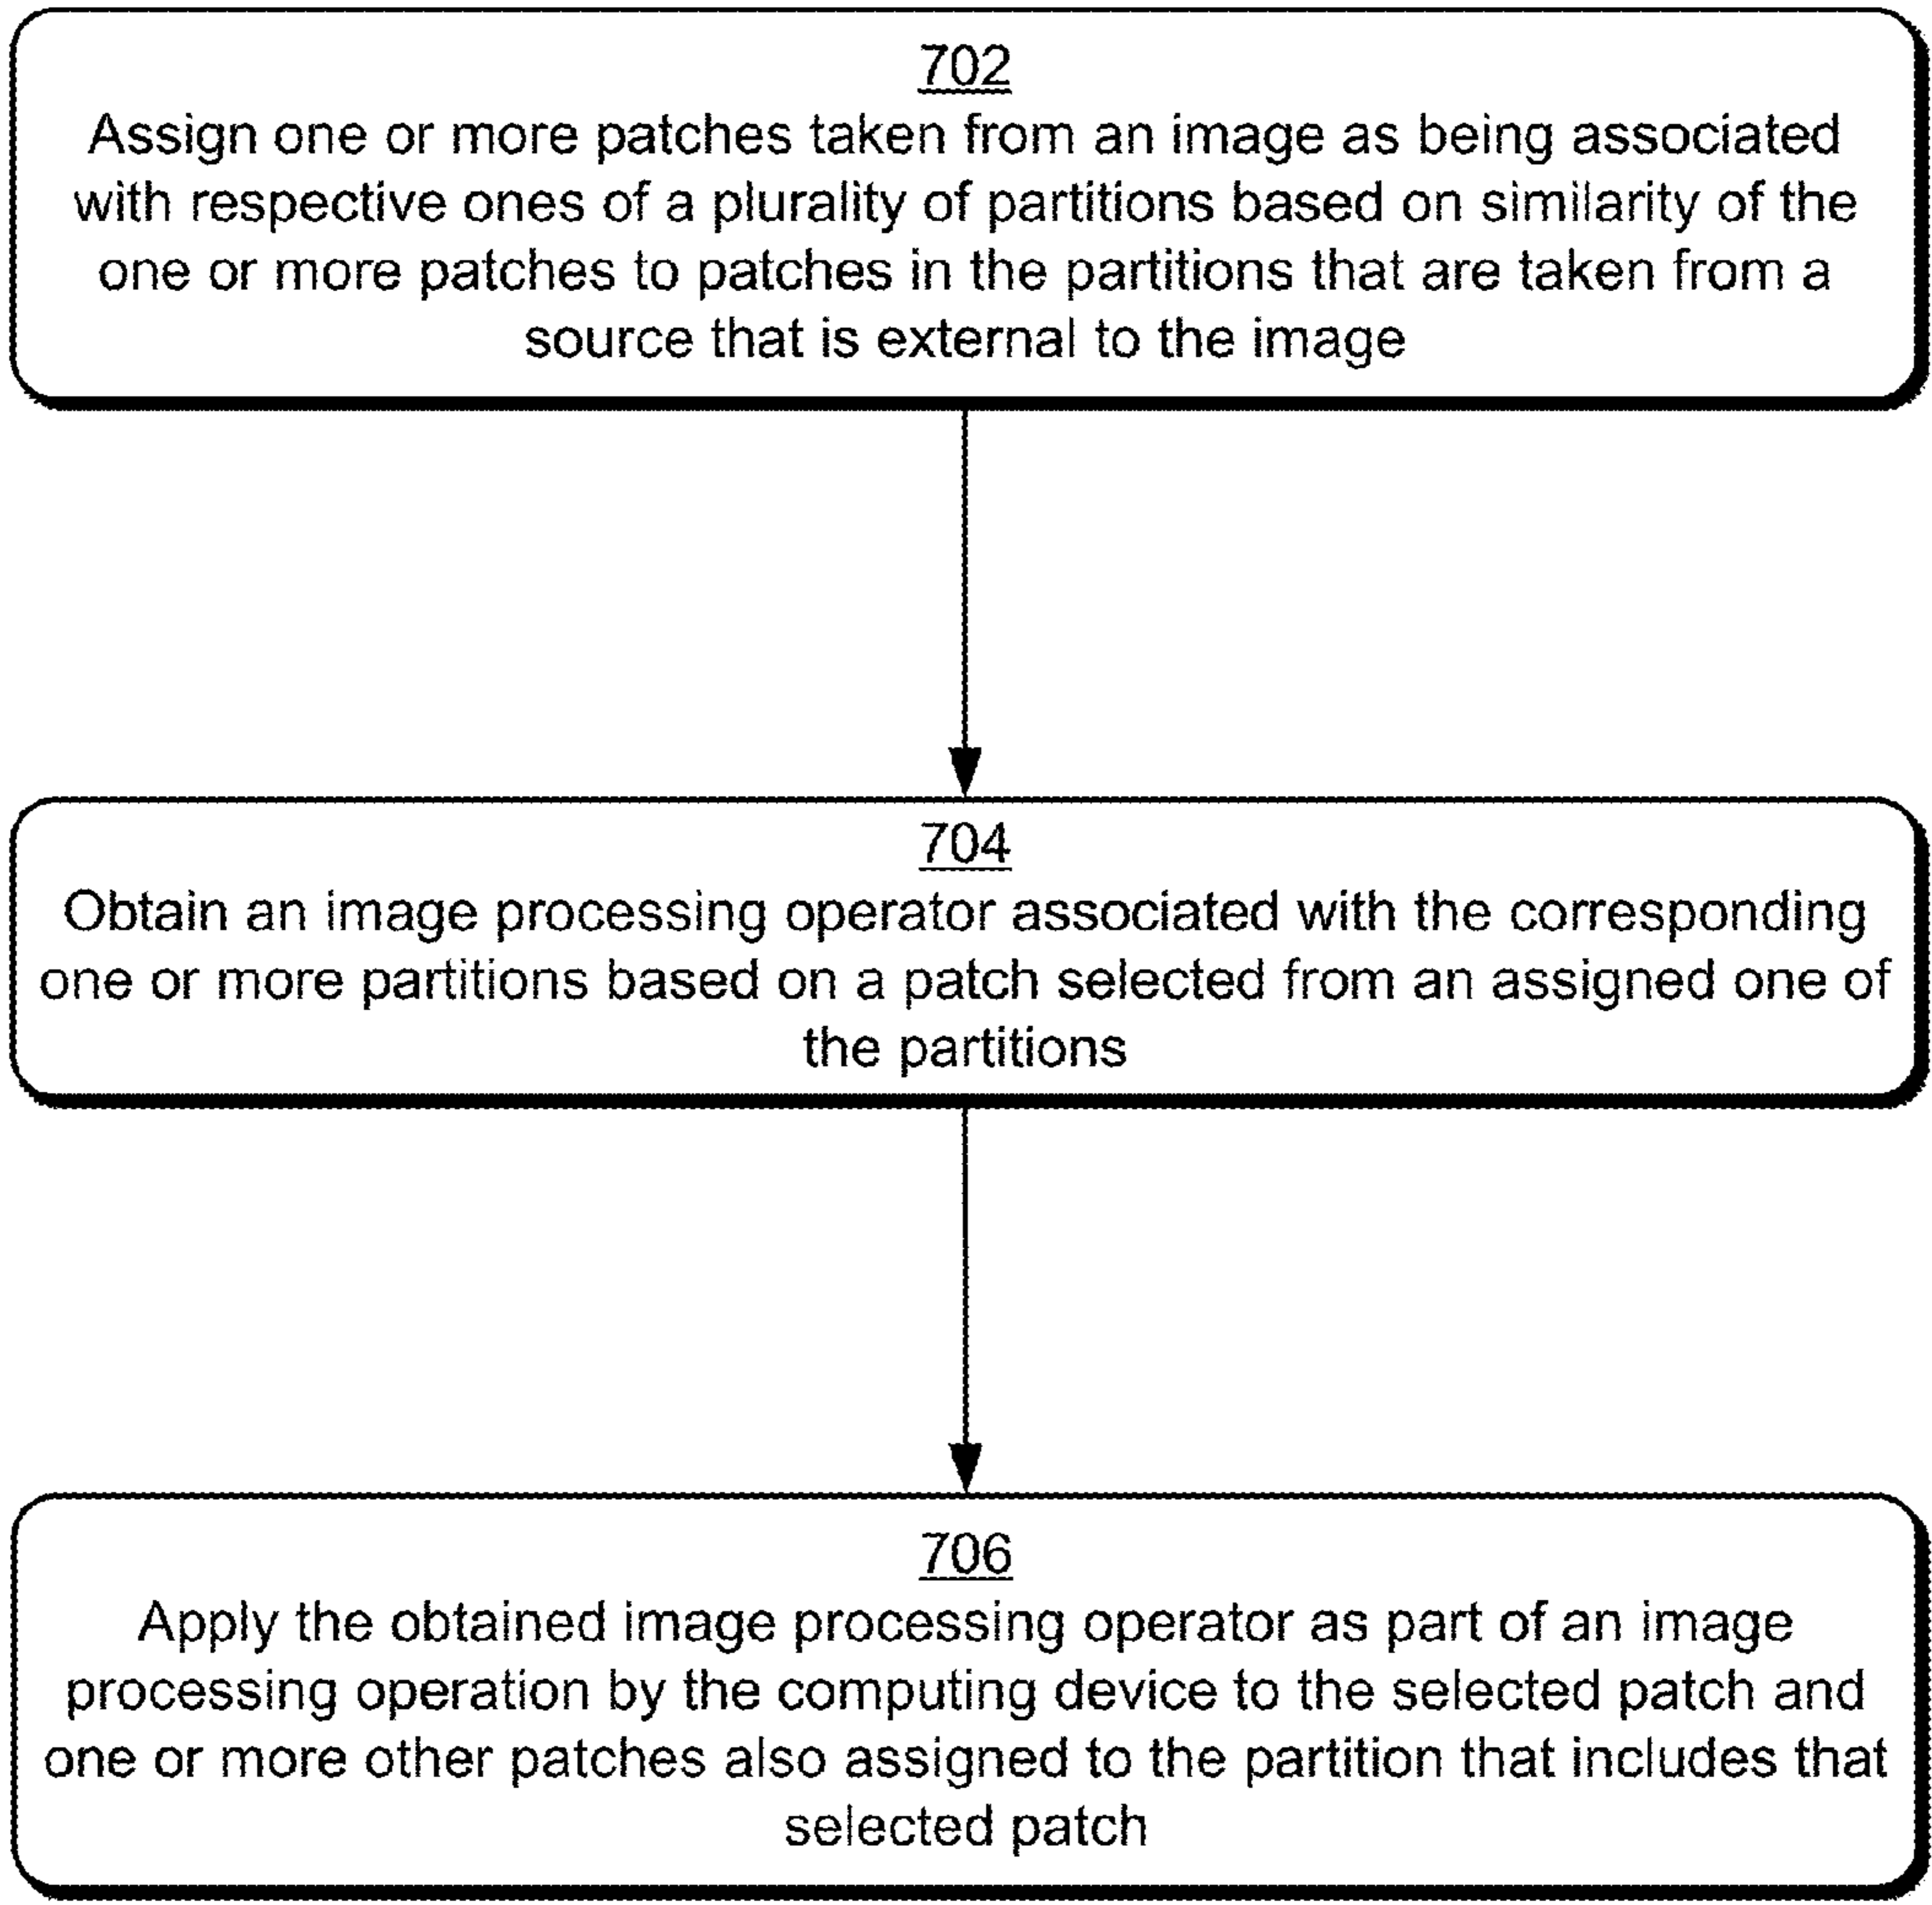 702
Assign one or more patches taken from an image as being associated
with respective ones of a plurality of partitions based on similarity of the
one or more patches to patches in the partitions that are taken from a
source that is external to the image
704
Obtain an image processing operator associated with the corresponding
one or more partitions based on a patch selected from an assigned one of
the partitions
706
Apply the obtained image processing operator as part of an image
processing operation by the computing device to the selected patch and
one or more other patches also assigned to the partition that includes that
selected patch